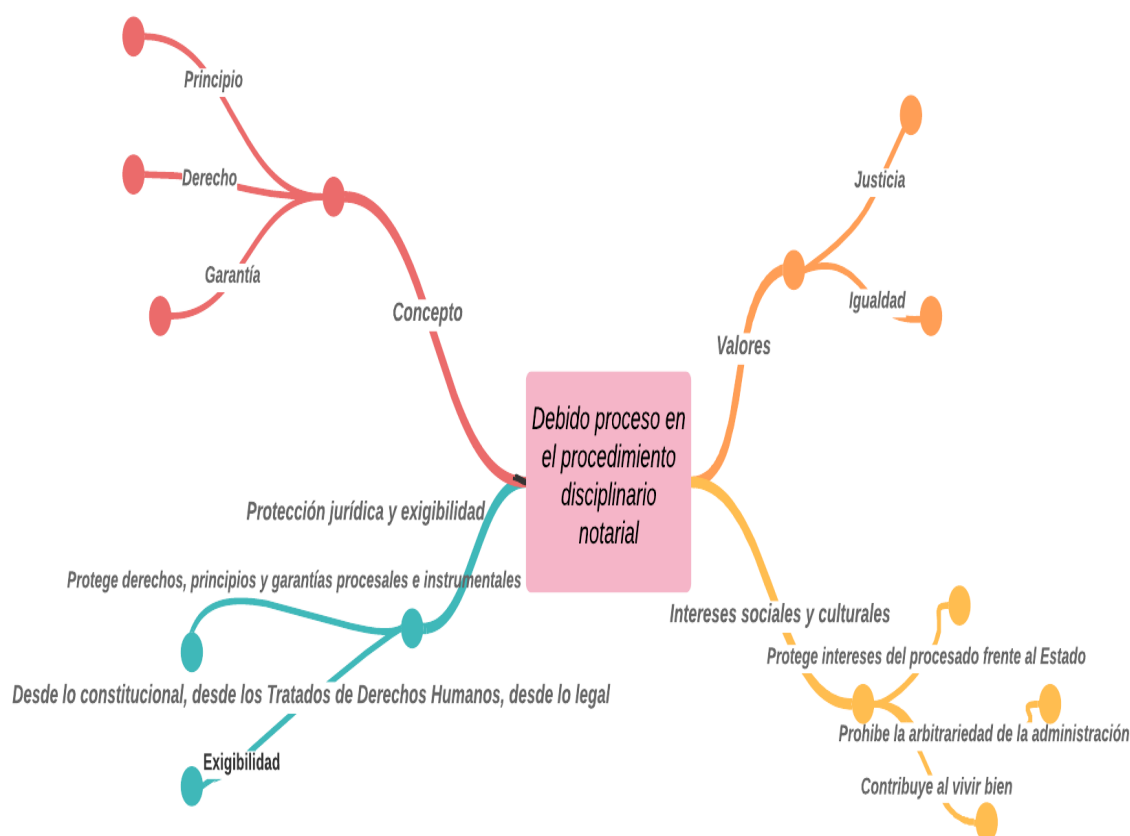 Principio
Derecho
Garantía
Concepto
Justicia
Igualdad
Valores
Debido proceso en
el procedimiento
disciplinario
notarial
Protección jurídica y exigibilidad
Protege derechos, principios y garantías procesales e instrumentales
Desde lo constitucional, desde los Tratados de Derechos Humanos, desde lo legal
Exigibilidad
Intereses sociales y culturales
Protege intereses del procesado frente al Estado
Prohibe la arbitrariedad de la administración
Contribuye al vivir bien